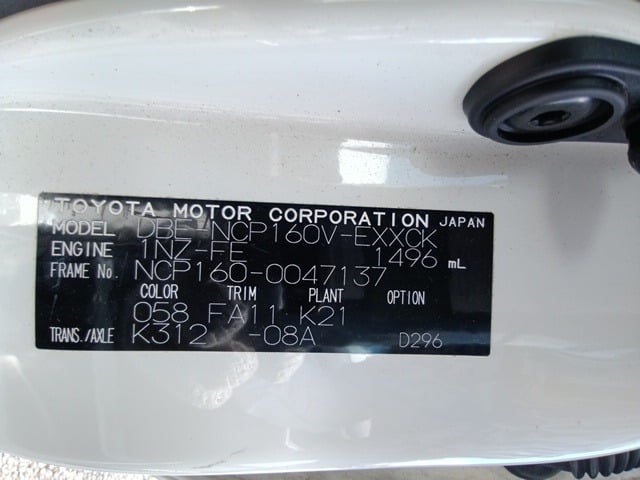 TOYOTA MOTOR CORPORATION JAPAN
MODEL DBE-NCP160V-EXXCK
ENGINE 1NZ-FE 1496 mL
FRAME No. NCP160-0047137
COLOR TRIM PLANT OPTION
058 FA11 K21
TRANS./AXLE K312 -08A D296